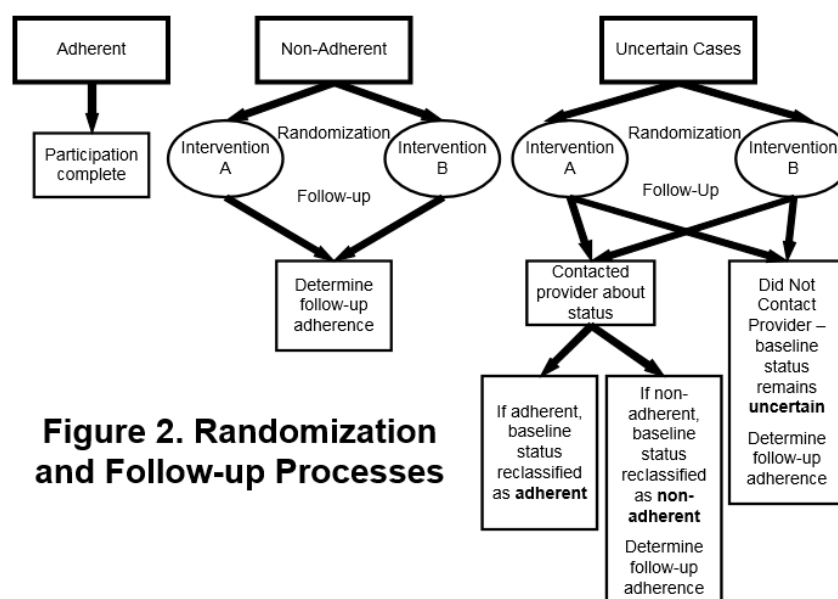 Adherent
Non-Adherent
Uncertain Cases
Participation
complete
Intervention
A
Randomization
Intervention
B
Follow-up
Intervention
A
Randomization
Intervention
B
Follow-Up
Determine
follow-up
adherence
Contacted
provider about
status
Did Not
Contact
Provider –
baseline
status
remains
uncertain
Determine
follow-up
adherence
If adherent,
baseline
status
reclassified
as adherent
If non-
adherent,
baseline
status
reclassified
as non-
adherent
Determine
follow-up
adherence
Figure 2. Randomization
and Follow-up Processes